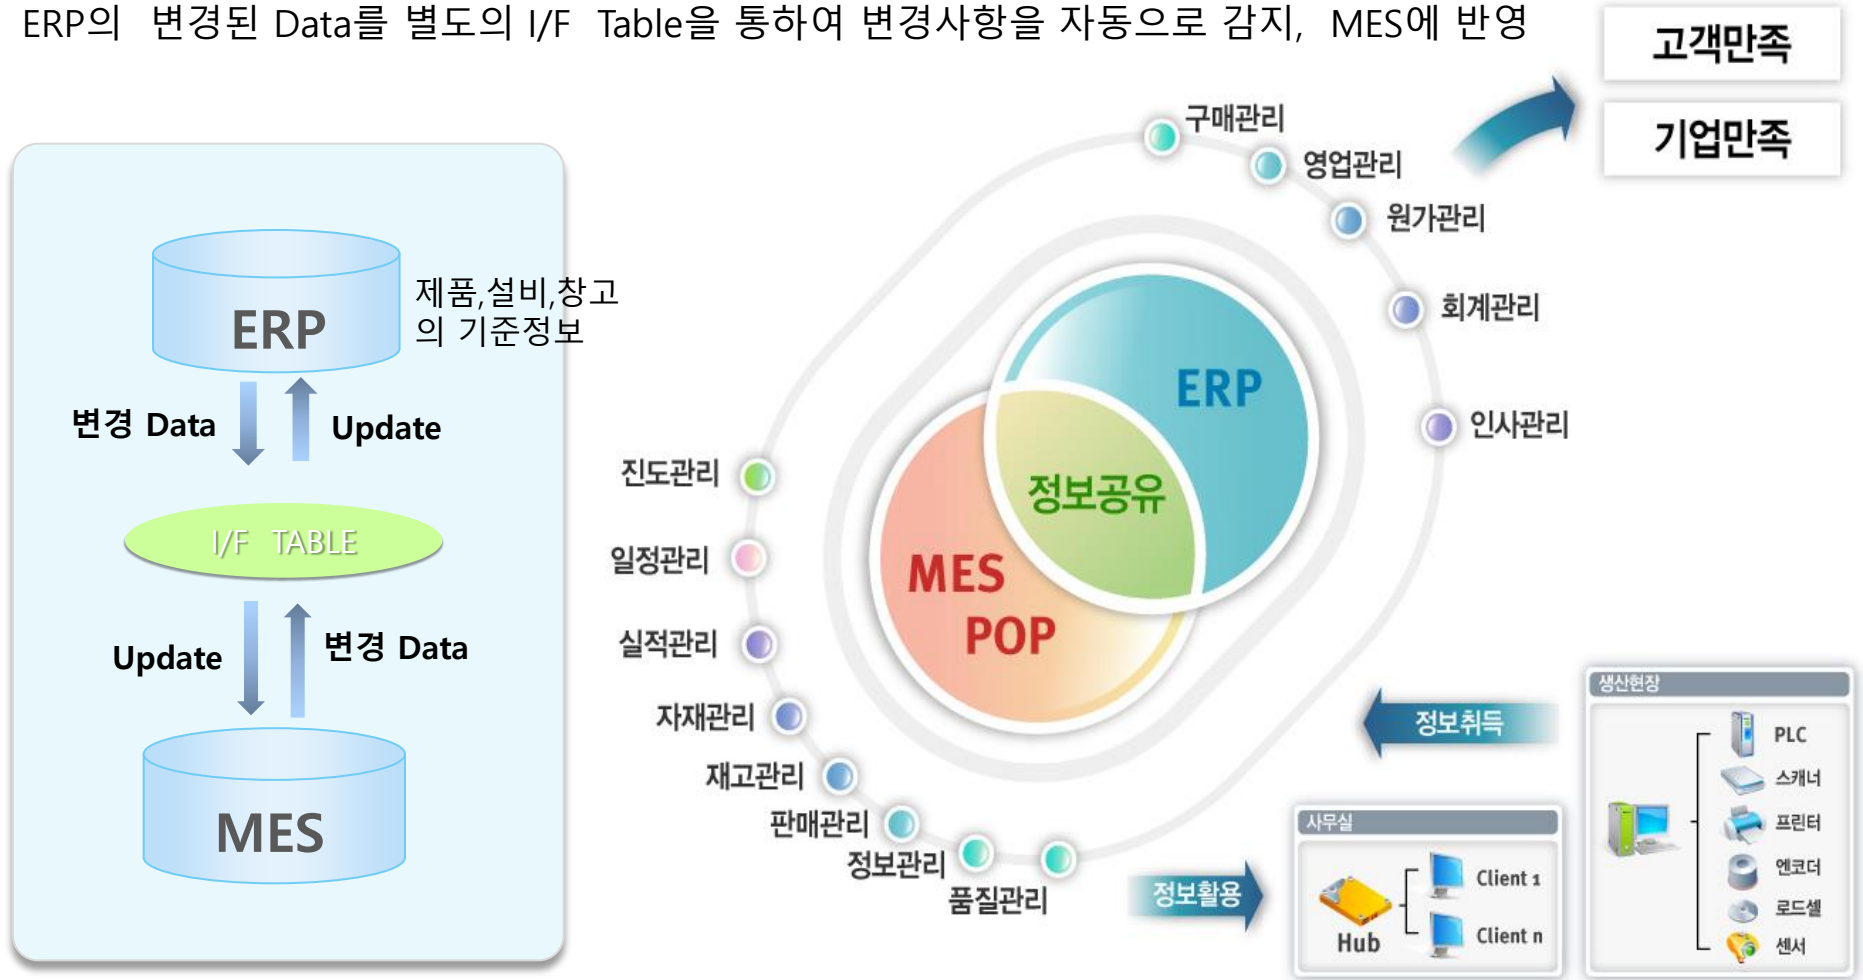 ERP의 변경된 Data를 별도의 I/F Table을 통하여 변경사항을 자동으로 감지, MES에 반영
고객만족
기업만족
ERP
제품,설비,창고
의 기준정보
변경 Data
Update
I/F TABLE
Update
변경 Data
MES
구매관리
영업관리
원가관리
회계관리
인사관리
ERP
정보공유
MES
POP
진도관리
일정관리
실적관리
자재관리
재고관리
판매관리
정보관리
품질관리
정보취득
정보활용
사무실
Hub
Client 1
Client n
생산현장
PLC
스캐너
프린터
엔코더
로드셀
센서